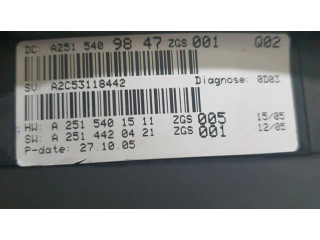 DC: A251 540 98 47 ZGS 001 Q02
SV: A2C53118442 Diagnose: 0D03
HW: A 251 540 15 11 ZGS 005 15/05
SW: A 251 442 04 21 ZGS 001 12/05
P-date: 27.10.05